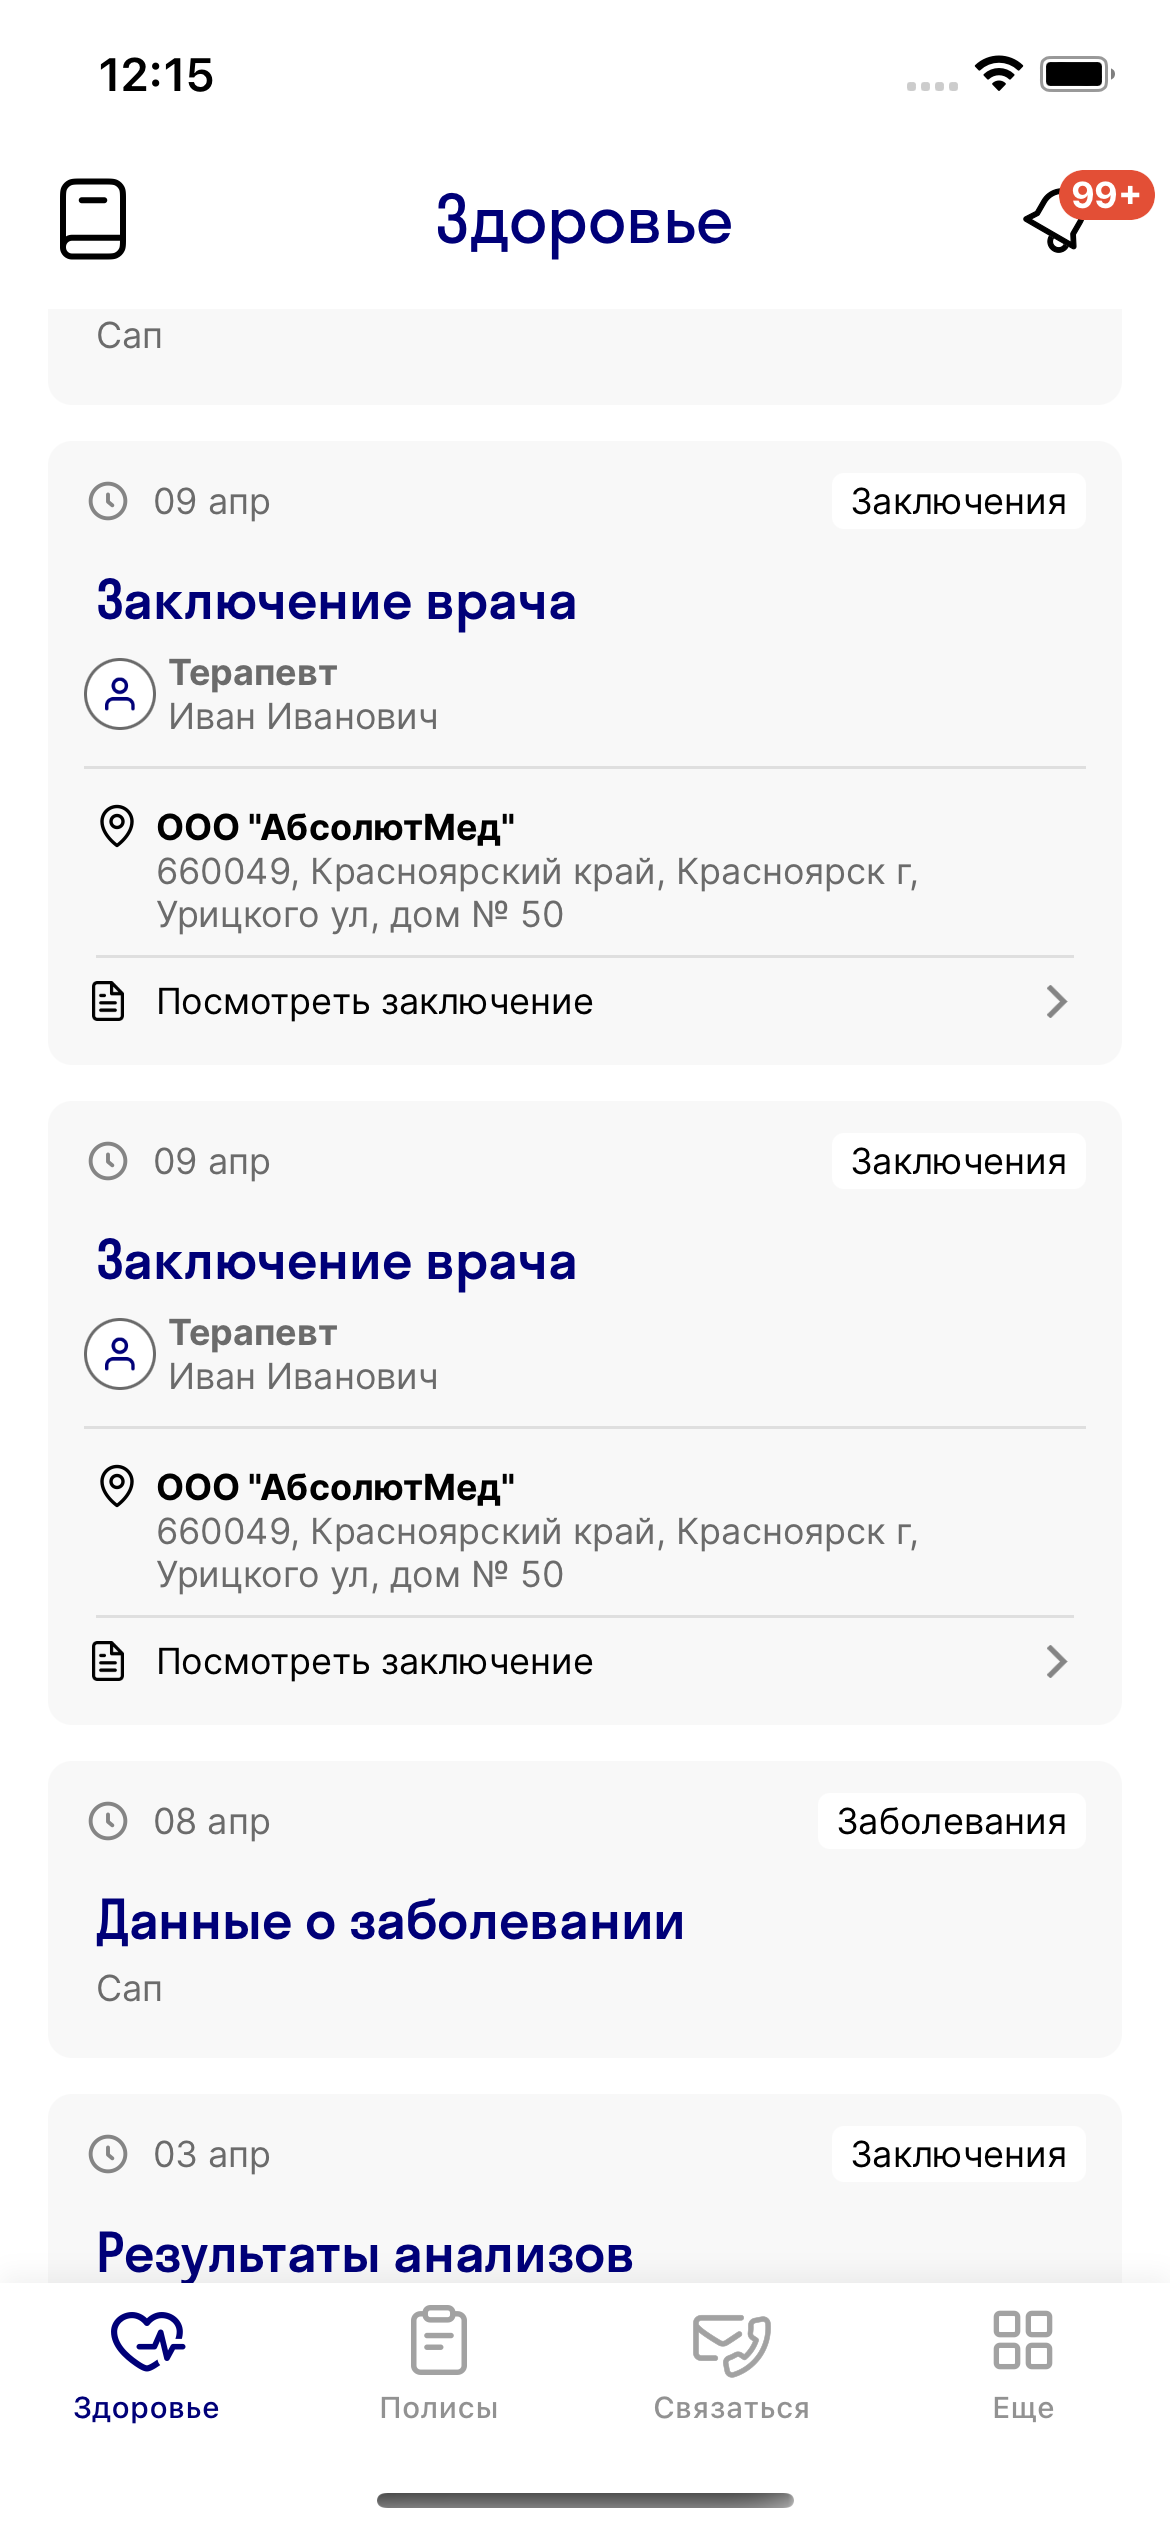 12:15
Здоровье
99+
Сап
09 апр
Заключения
Заключение врача
Терапевт
Иван Иванович
ООО "АбсолютМед"
660049, Красноярский край, Красноярск г,
Урицкого ул, дом № 50
Посмотреть заключение
09 апр
Заключения
Заключение врача
Терапевт
Иван Иванович
ООО "АбсолютМед"
660049, Красноярский край, Красноярск г,
Урицкого ул, дом № 50
Посмотреть заключение
08 апр
Заболевания
Данные о заболевании
Сап
03 апр
Заключения
Результаты анализов
Здоровье
Полисы
Связаться
Еще